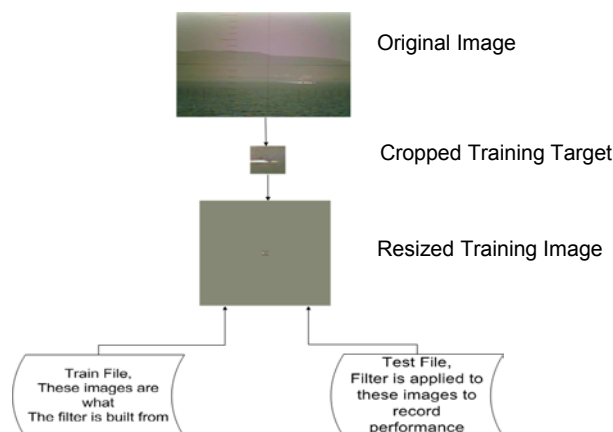 Original Image
Cropped Training Target
Resized Training Image
Train File,
These images are
what
The filter is built from
Test File,
Filter is applied to
these images to
record
performance